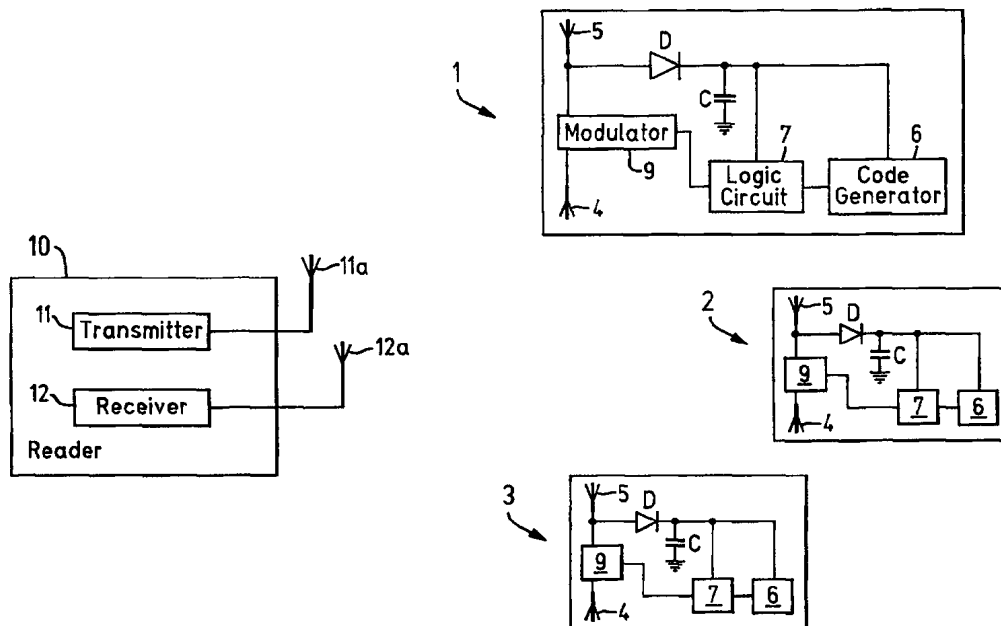 5
D
1
C
Modulator
9
7
Logic
Circuit
6
Code
Generator
4
10
11a
11
Transmitter
12a
12
Receiver
Reader
2
5
D
C
9
7
6
4
3
5
D
C
9
7
6
4